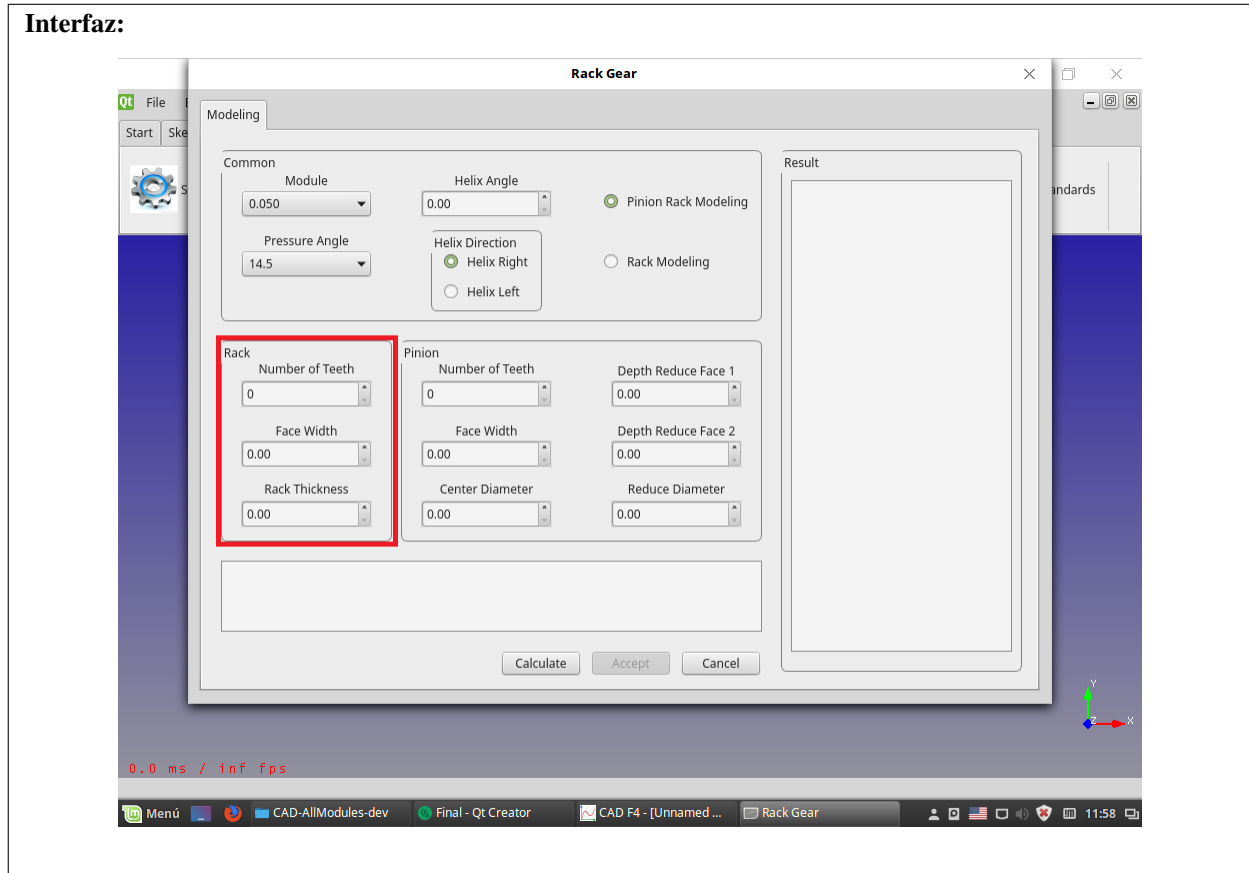 Interfaz:
Rack Gear
Qt File
Modeling
Start Ske
Common
Result
Module
Helix Angle
0.050
0.00
Pinion Rack Modeling
andards
Pressure Angle
Helix Direction
14.5
Helix Right
Rack Modeling
Helix Left
Rack
Pinion
Number of Teeth
Number of Teeth
Depth Reduce Face 1
0
0
0.00
Face Width
Face Width
Depth Reduce Face 2
0.00
0.00
0.00
Rack Thickness
Center Diameter
Reduce Diameter
0.00
0.00
0.00
Calculate Accept Cancel
Y
Z X
0.0 ms / inf fps
Menú CAD-AllModules-dev Final - Qt Creator CAD F4 - [Unnamed ... Rack Gear 11:58